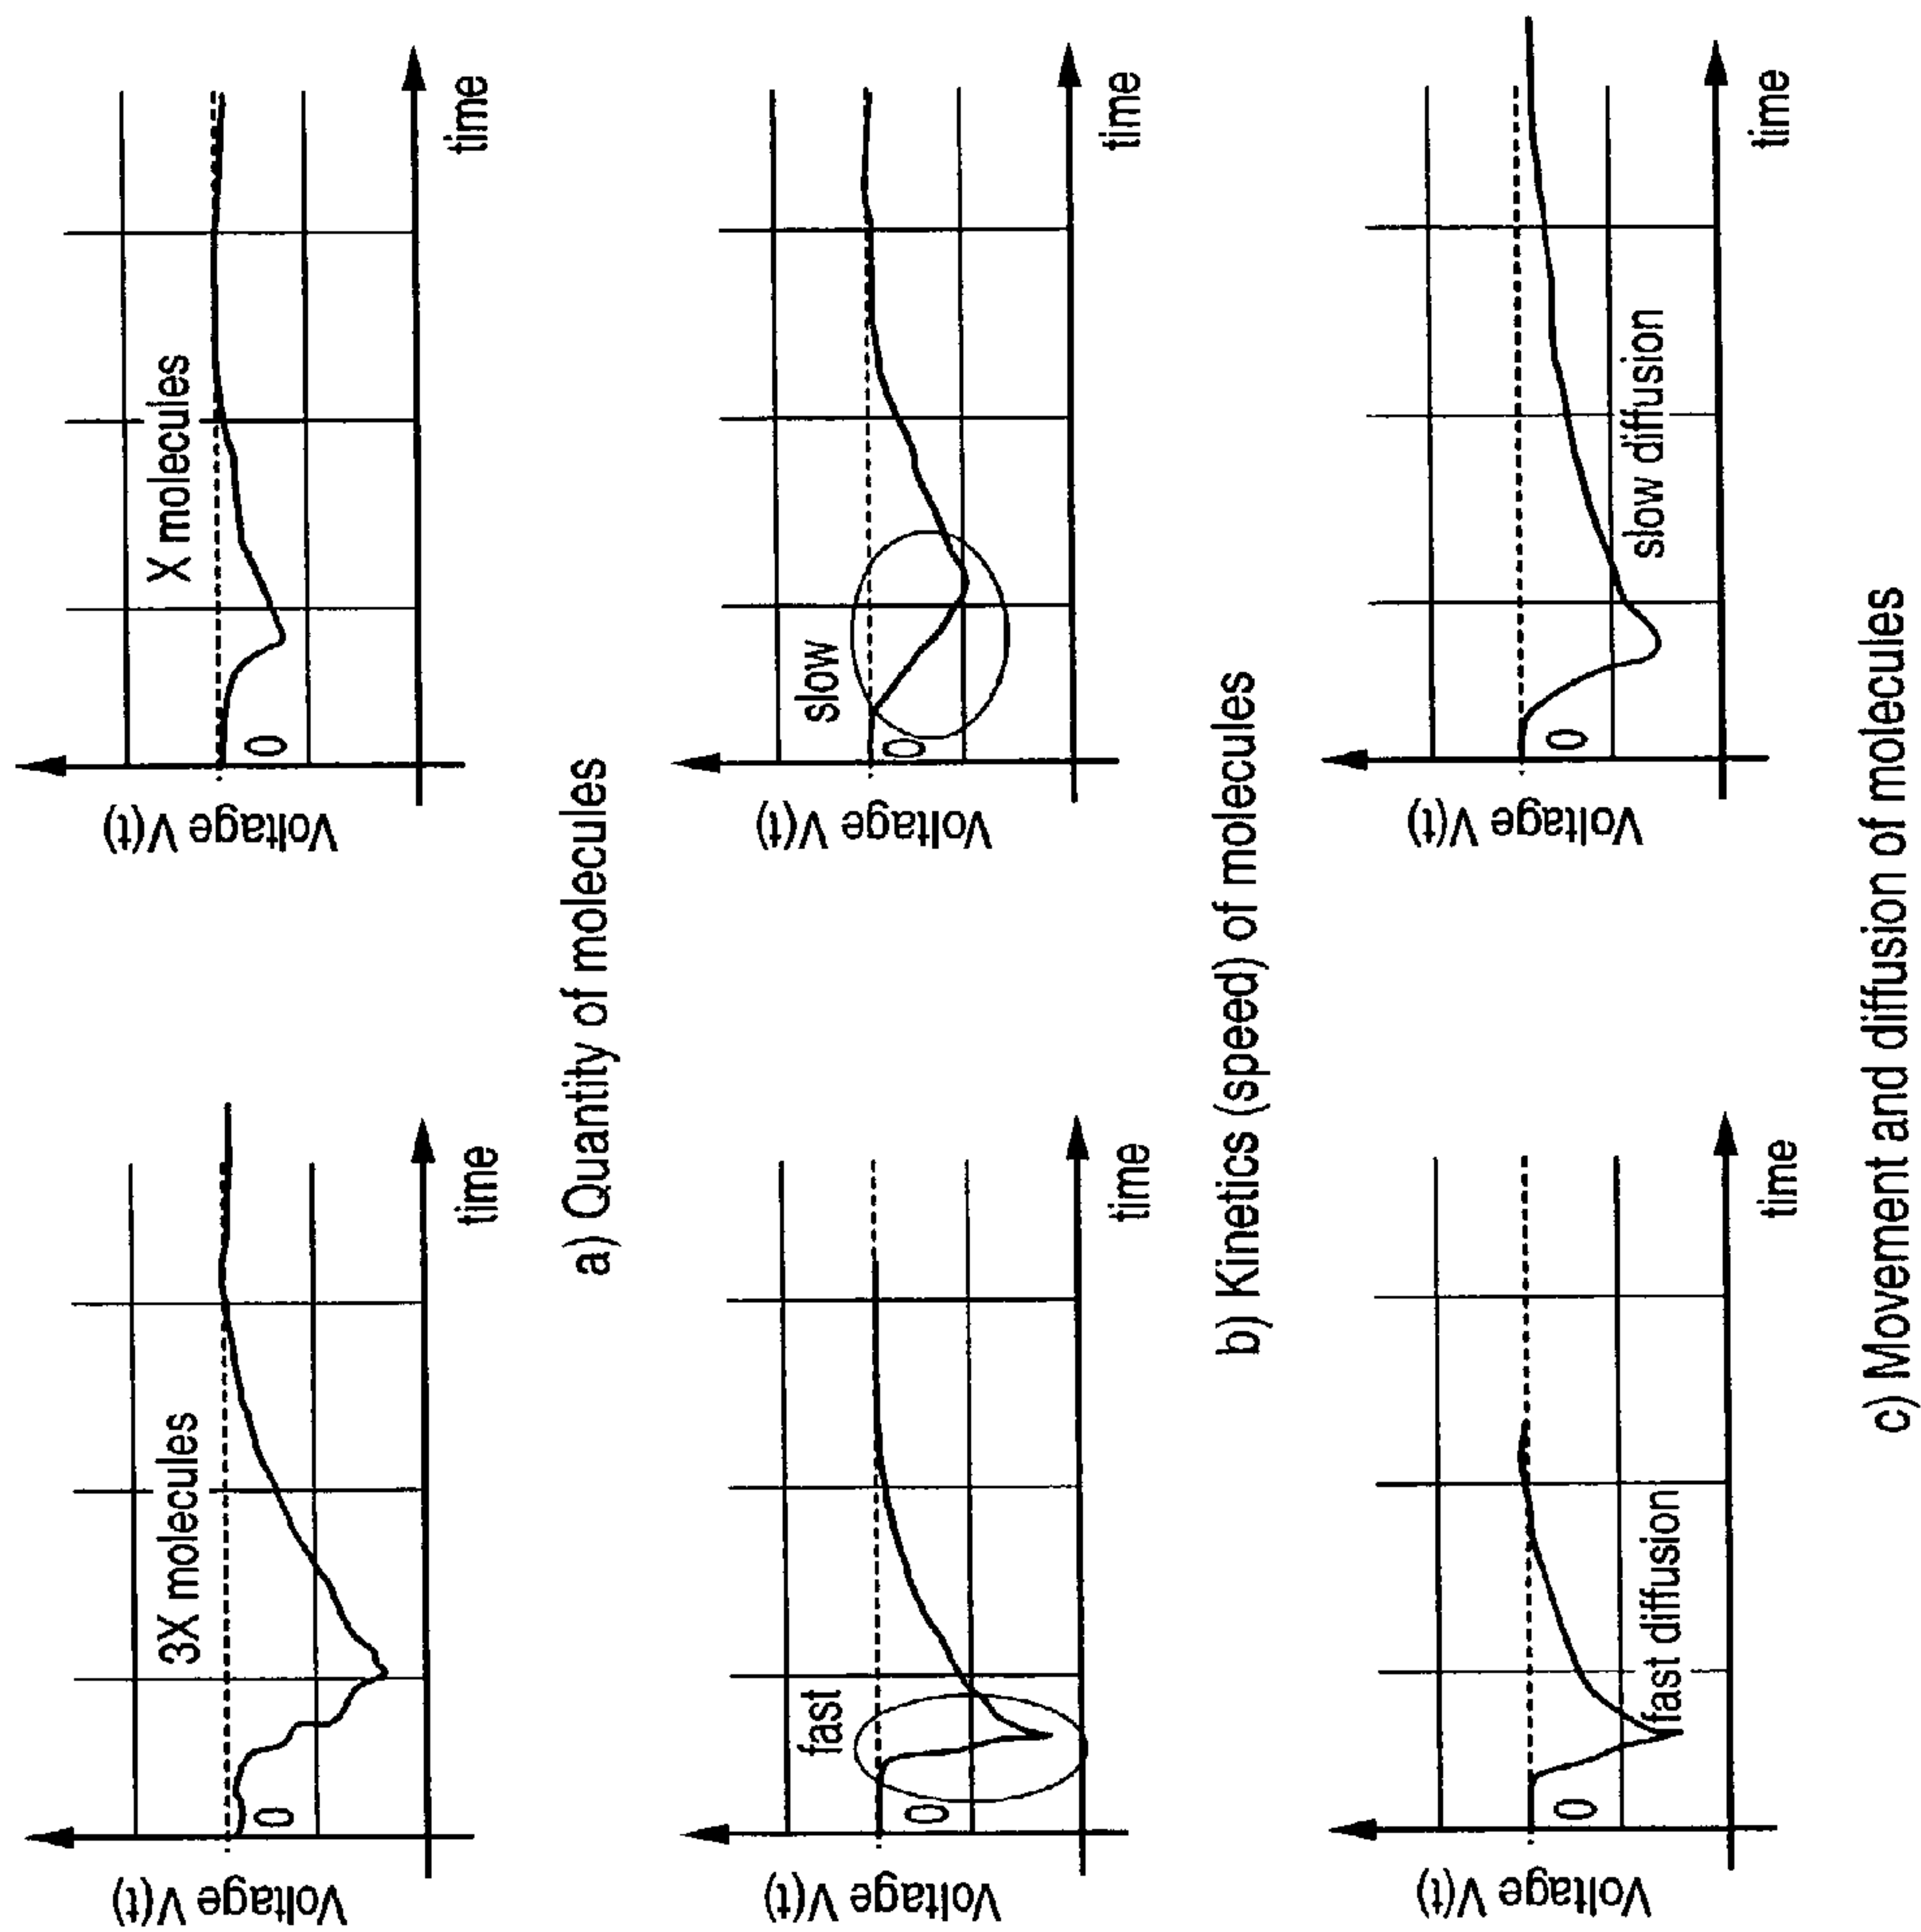 Voltage V(t)
3X molecules
0
time
Voltage V(t)
X molecules
0
time
a) Quantity of molecules
Voltage V(t)
fast
0
time
Voltage V(t)
slow
0
time
b) Kinetics (speed) of molecules
Voltage V(t)
0
fast diffusion
time
Voltage V(t)
0
slow diffusion
time
c) Movement and diffusion of molecules